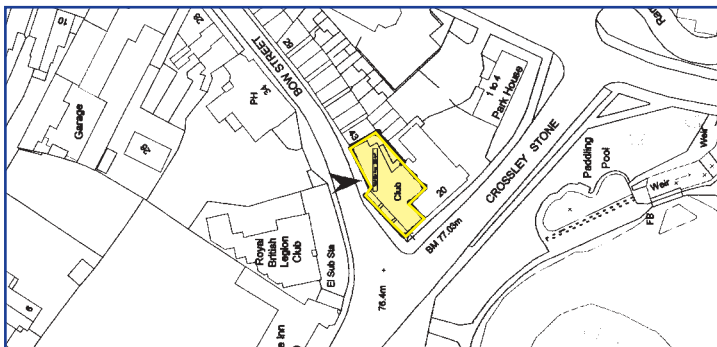 10
28
Garage
PH
34
BOW STREET
43
Club
20
1 to 4
Park House
CROSSLEY STONE
BM 77.03m
76.4m
Royal
British
Legion
Club
El Sub Sta
Paddling
Pool
Weir
Weir
FB